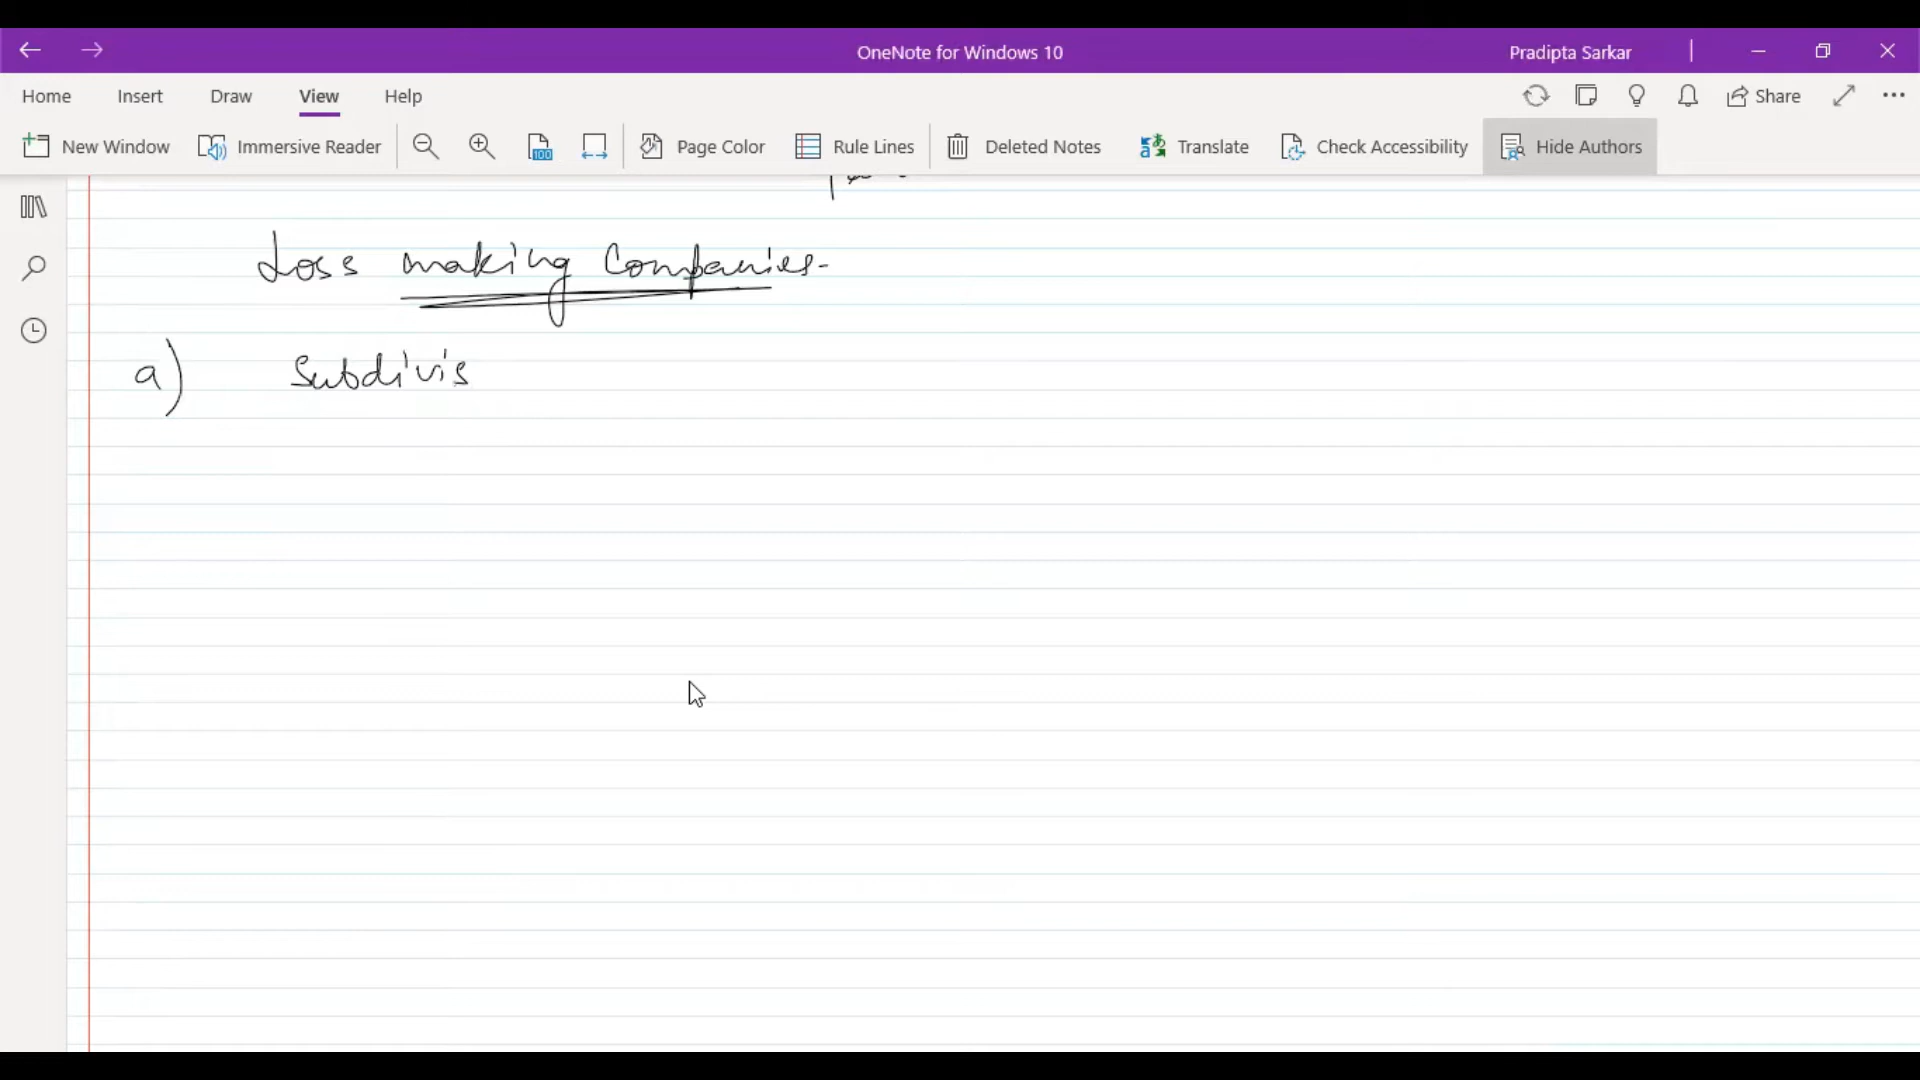 OneNote for Windows 10
Pradipta Sarkar
Home Insert Draw View Help
Share
New Window Immersive Reader 100 Page Color Rule Lines Deleted Notes Translate Check Accessibility Hide Authors
Loss making Companies-
a) Subdivis